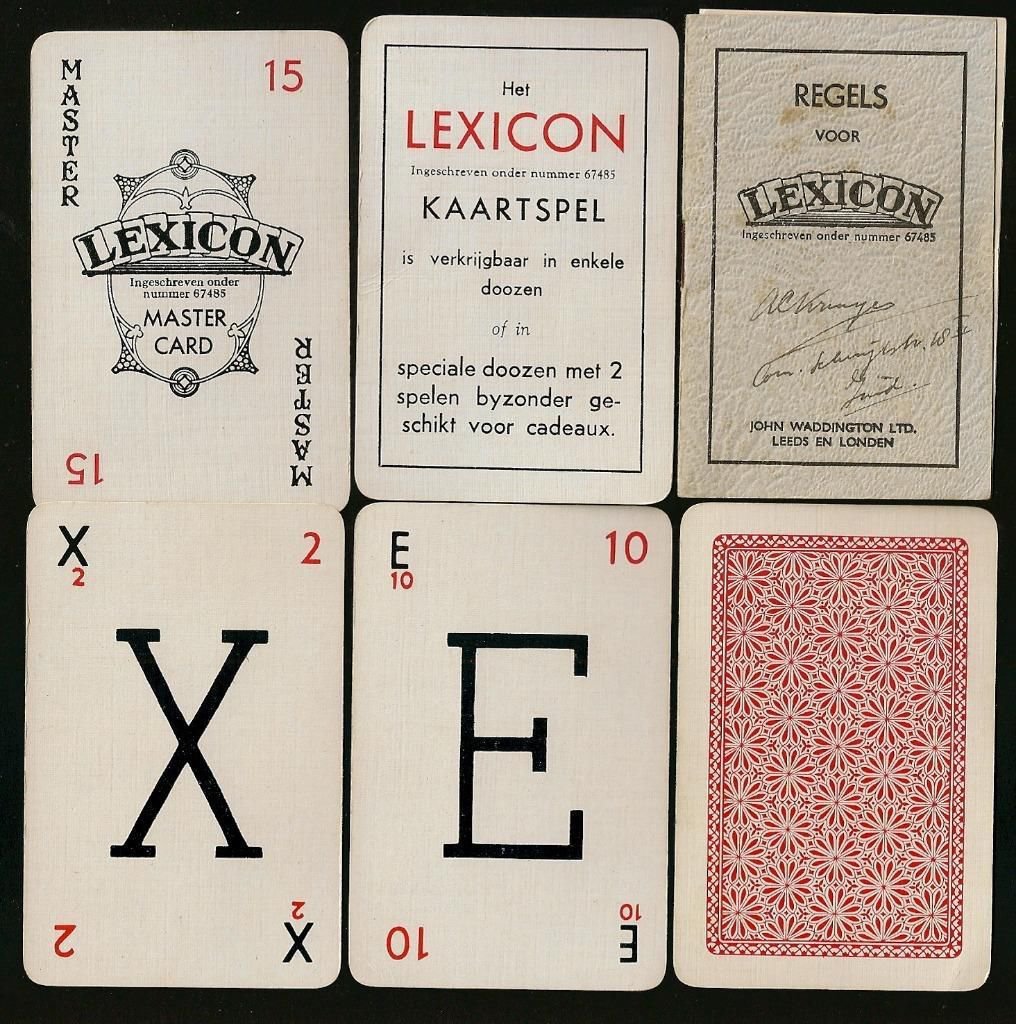 MASTER
15
LEXICON
Ingeschreven onder
nummer 67485
MASTER
CARD
MASTER
15
Het
LEXICON
Ingeschreven onder nummer 67485
KAARTSPEL
is verkrijgbaar in enkele
doozen
of in
speciale doozen met 2
spelen byzonder ge-
schikt voor cadeaux.
REGELS
VOOR
LEXICON
Ingeschreven onder nummer 67485
JOHN WADDINGTON LTD.
LEEDS EN LONDEN
X
2
2
X
2
2
X
E
10
10
E
10
10
E